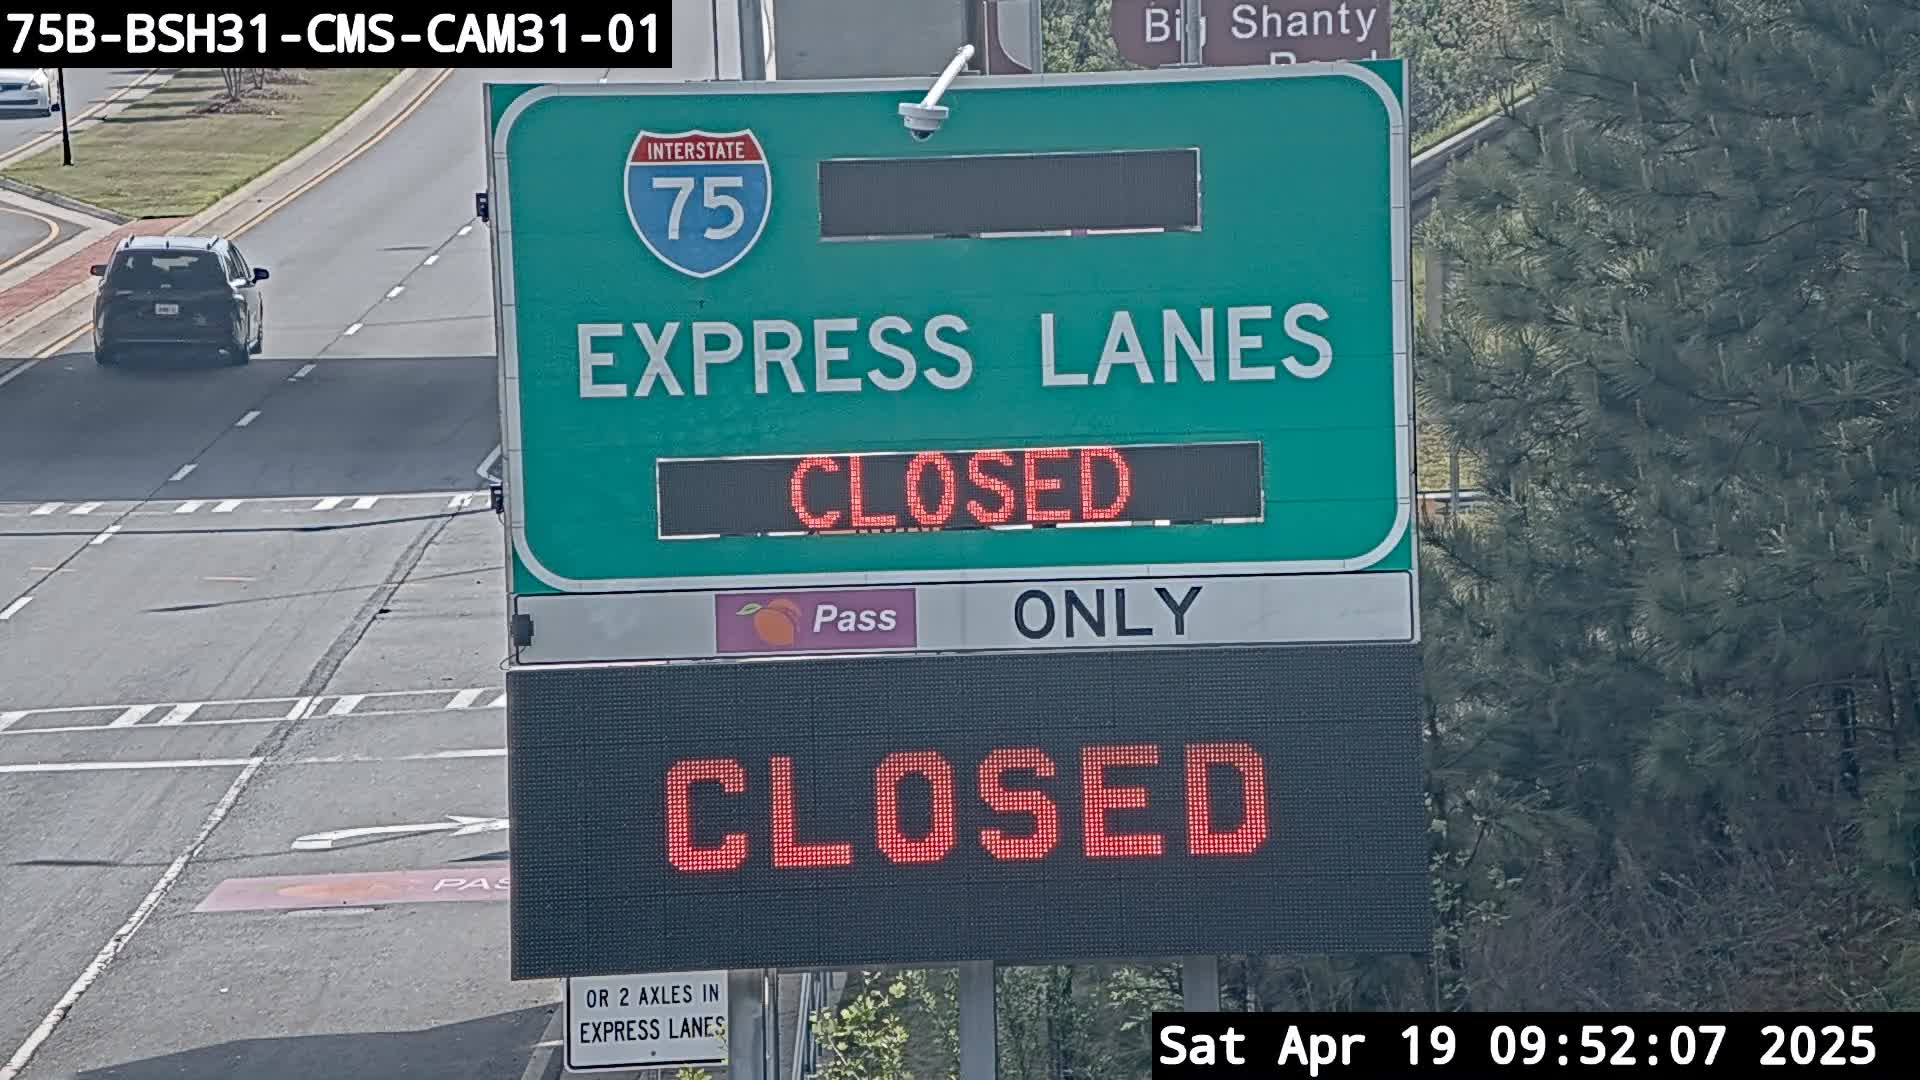 75B-BSH31-CMS-CAM31-01
Big Shanty
INTERSTATE
75
EXPRESS LANES
CLOSED
Pass ONLY
CLOSED
PAS
OR 2 AXLES IN
EXPRESS LANES
Sat Apr 19 09:52:07 2025